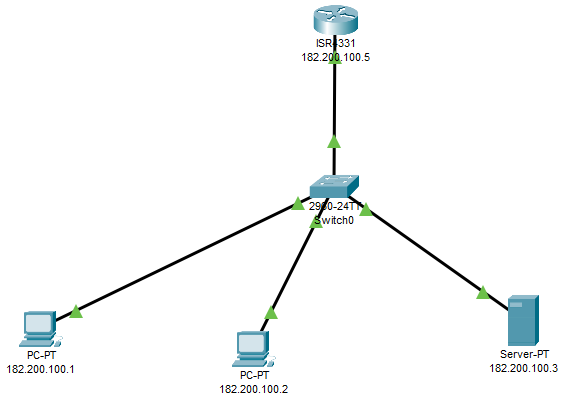 ISR4331
182.200.100.5
2960-24TT
Switch0
PC-PT
182.200.100.1
PC-PT
182.200.100.2
Server-PT
182.200.100.3